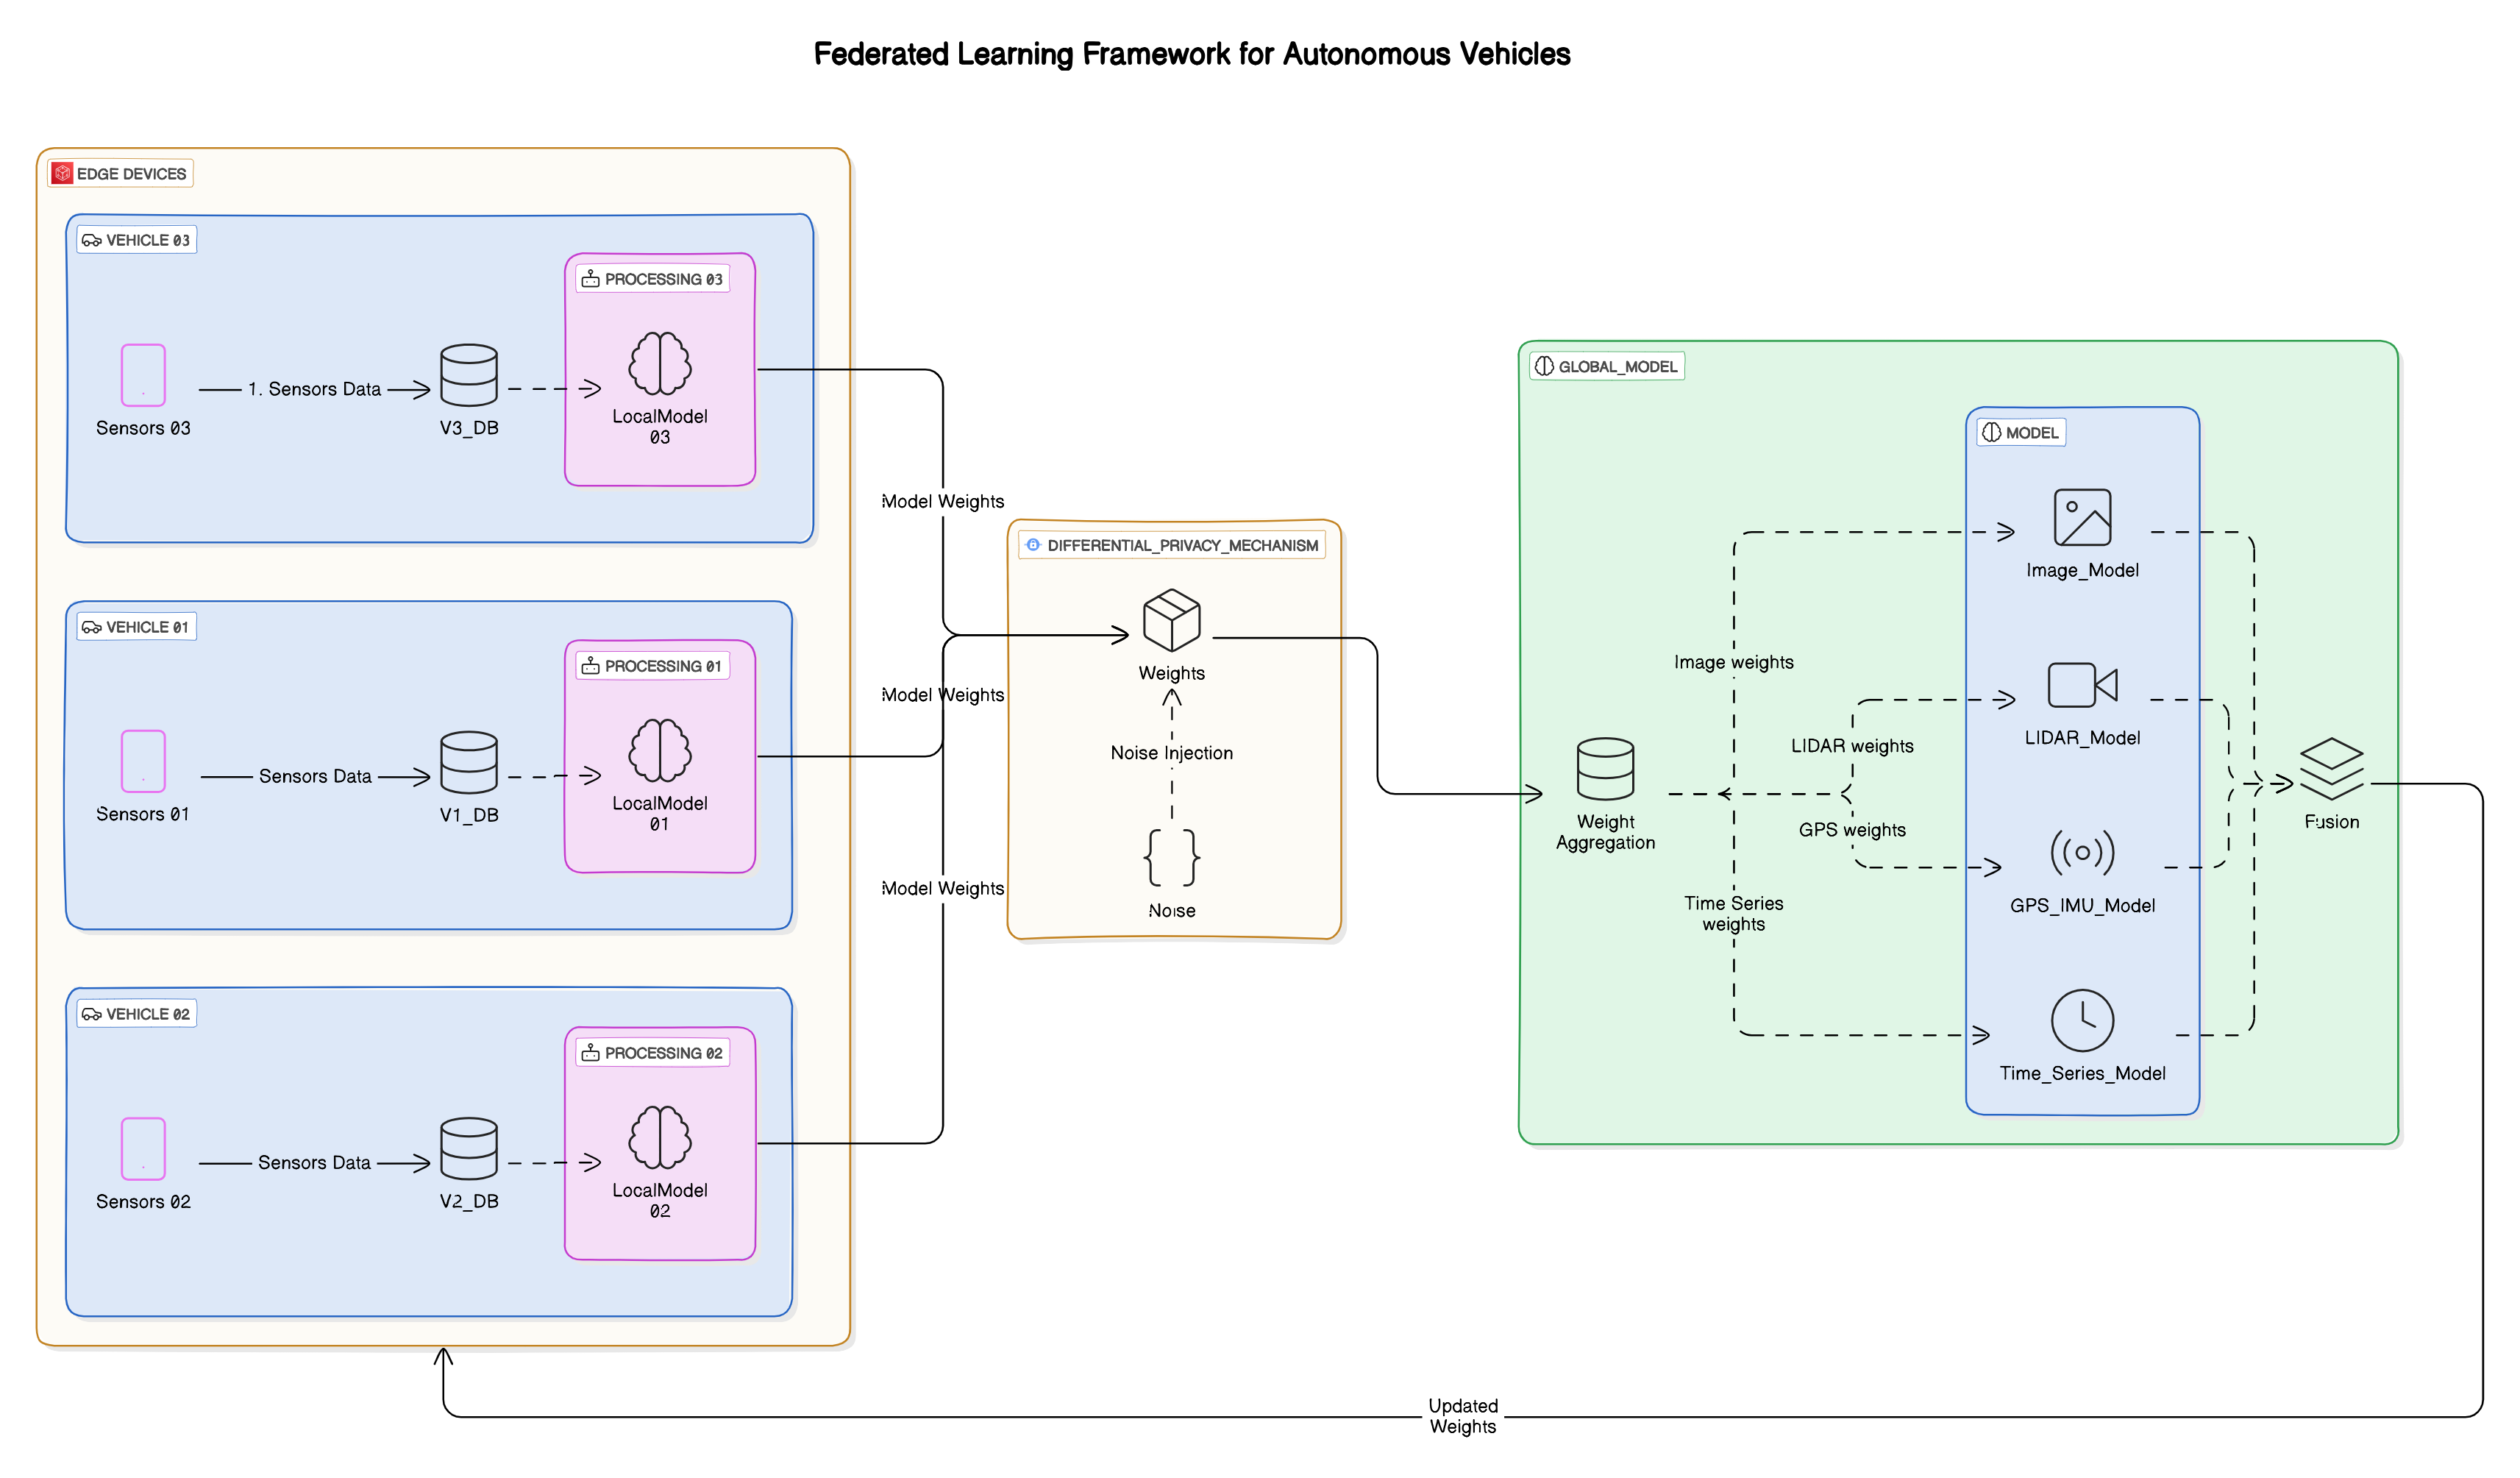 Federated Learning Framework for Autonomous Vehicles
EDGE DEVICES
VEHICLE 03
PROCESSING 03
1. Sensors Data
Sensors 03
V3_DB
LocalModel
03
VEHICLE 01
PROCESSING 01
Sensors Data
Sensors 01
V1_DB
LocalModel
01
VEHICLE 02
PROCESSING 02
Sensors Data
Sensors 02
V2_DB
LocalModel
02
Model Weights
Model Weights
Model Weights
DIFFERENTIAL_PRIVACY_MECHANISM
Weights
Noise Injection
Noise
GLOBAL_MODEL
Weight
Aggregation
Image weights
LIDAR weights
GPS weights
Time Series
weights
MODEL
Image_Model
LIDAR_Model
GPS_IMU_Model
Time_Series_Model
Fusion
Updated
Weights